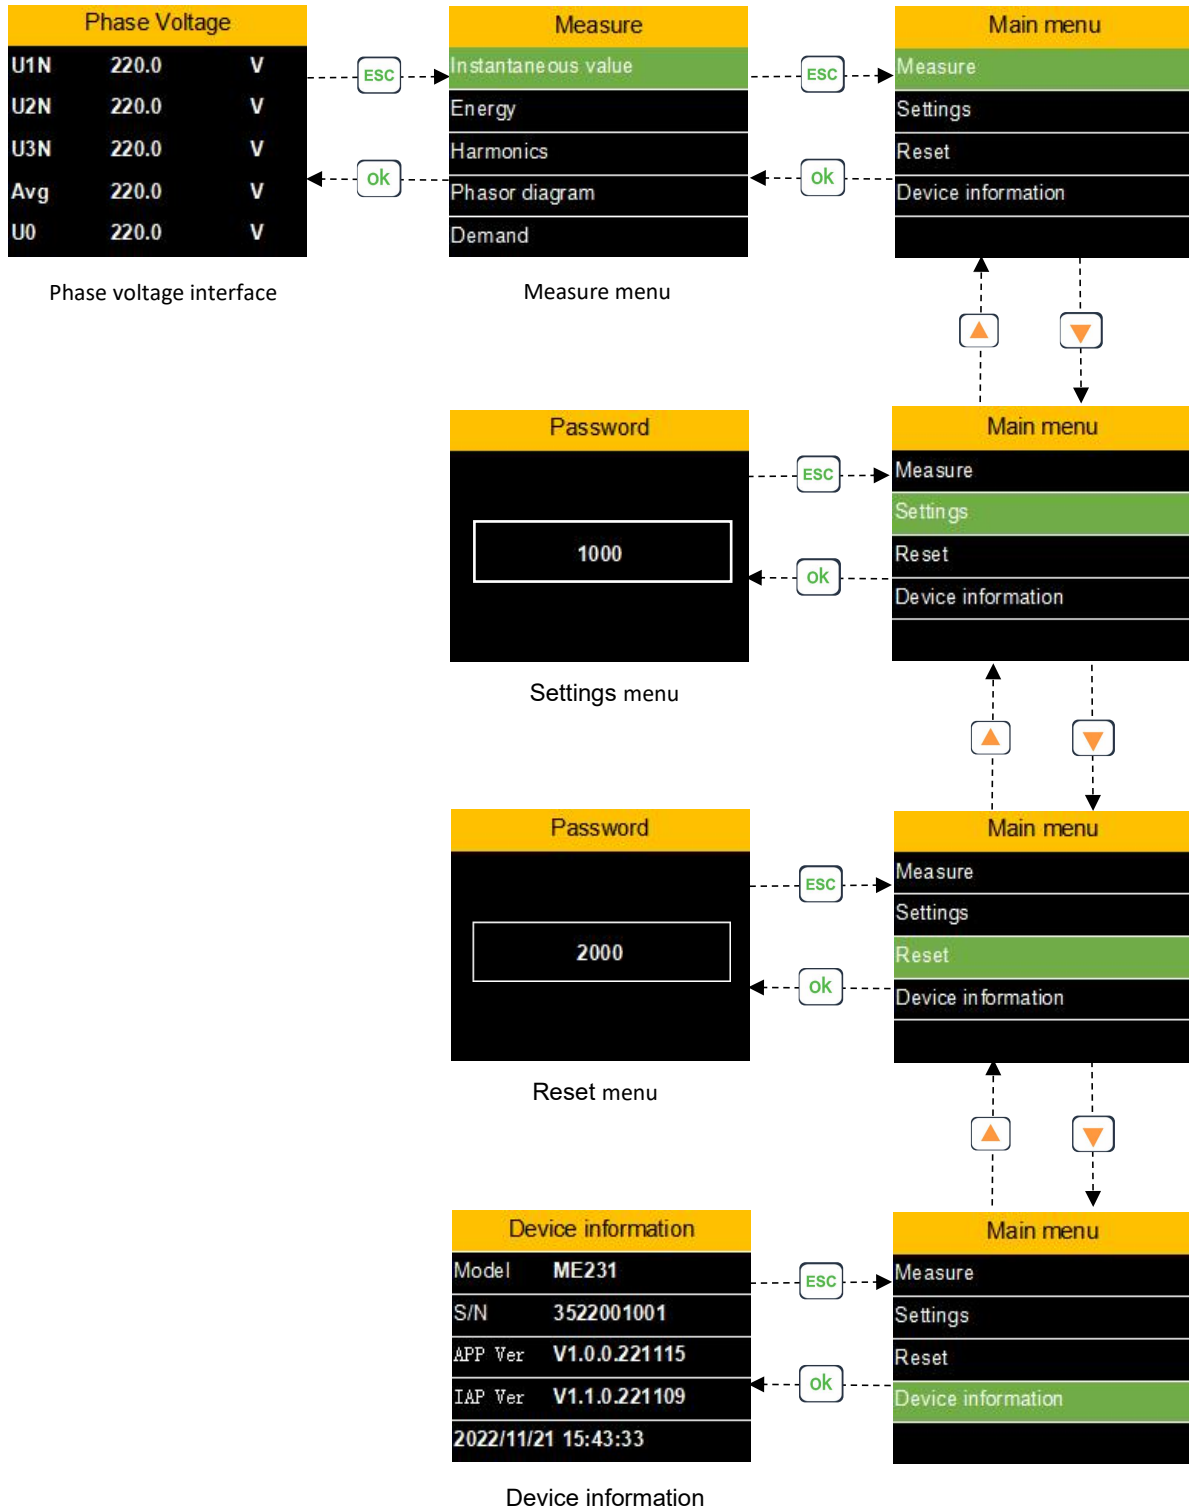 Phase Voltage
U1N 220.0 V
U2N 220.0 V
U3N 220.0 V
Avg 220.0 V
U0 220.0 V
Phase voltage interface
ESC
ok
Measure
Instantaneous value
Energy
Harmonics
Phasor diagram
Demand
Measure menu
ESC
ok
Main menu
Measure
Settings
Reset
Device information
Password
1000
Settings menu
ESC
ok
Main menu
Measure
Settings
Reset
Device information
Password
2000
Reset menu
ESC
ok
Main menu
Measure
Settings
Reset
Device information
Device information
Model ME231
S/N 3522001001
APP Ver V1.0.0.221115
IAP Ver V1.1.0.221109
2022/11/21 15:43:33
Device information
ESC
ok
Main menu
Measure
Settings
Reset
Device information